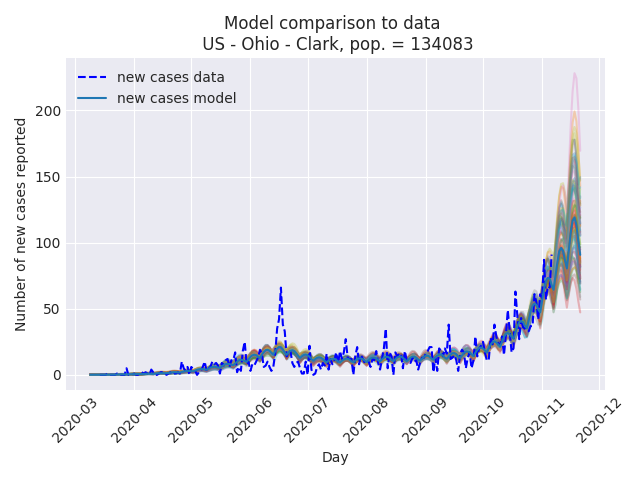 Model comparison to data
US - Ohio - Clark, pop. = 134083
new cases data
new cases model
Number of new cases reported
200
150
100
50
0
2020-03
2020-04
2020-05
2020-06
2020-07
2020-08
2020-09
2020-10
2020-11
2020-12
Day